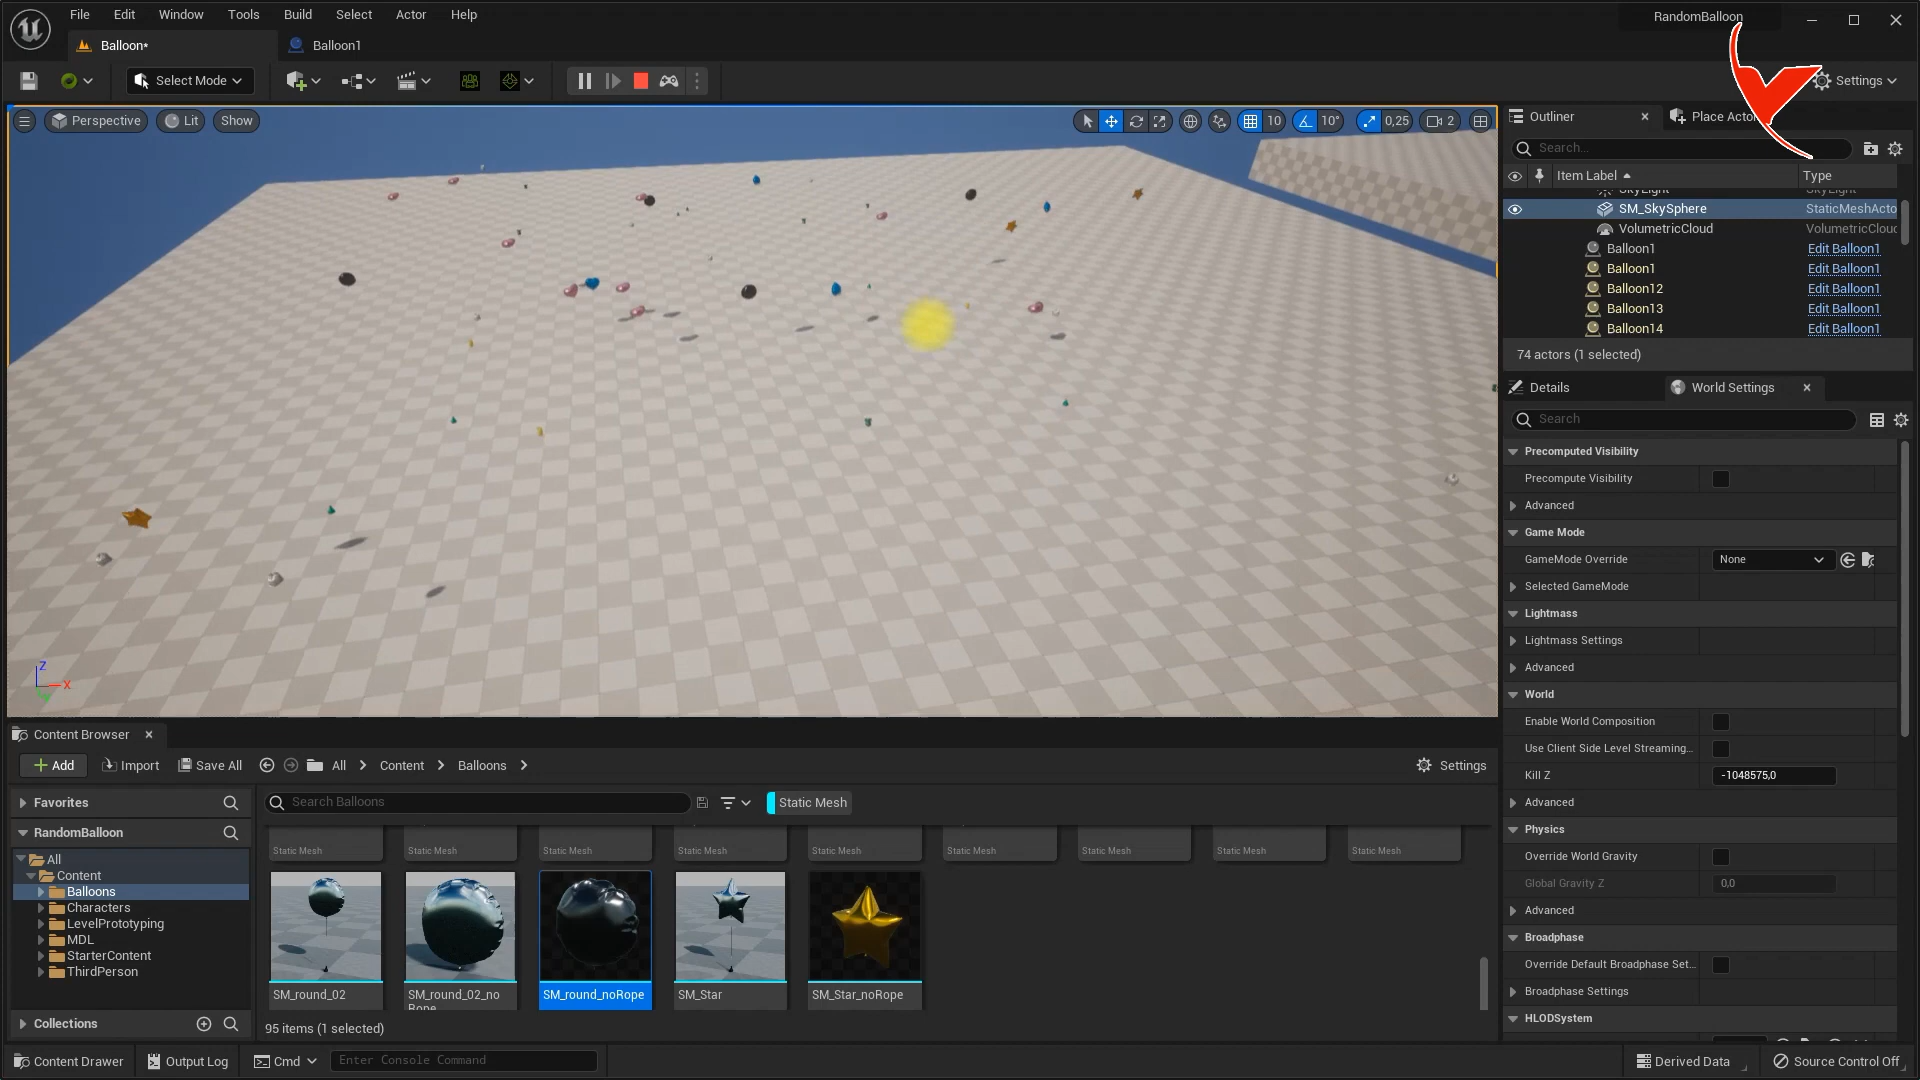 File Edit Window Tools Build Select Actor Help
RandomBalloon
Balloon* Balloon1
Select Mode
Settings
Perspective Lit Show
10 10° 0,25 2
Outliner
Place Acto
Search...
Item Label Type
SkyLight SkyLight
SM_SkySphere StaticMeshActo
VolumetricCloud VolumetricCloud
Balloon1 Edit Balloon1
Balloon1 Edit Balloon1
Balloon12 Edit Balloon1
Balloon13 Edit Balloon1
Balloon14 Edit Balloon1
74 actors (1 selected)
Details World Settings
Search
Precomputed Visibility
Precompute Visibility
Advanced
Game Mode
GameMode Override None
Selected GameMode
Lightmass
Lightmass Settings
Advanced
World
Enable World Composition
Use Client Side Level Streaming...
Kill Z -1048575,0
Advanced
Physics
Override World Gravity
Global Gravity Z 0,0
Advanced
Broadphase
Override Default Broadphase Set...
Broadphase Settings
HLODSystem
Z
X
Y
Content Browser
Add Import Save All All Content Balloons Settings
Favorites
RandomBalloon
All
Content
Balloons
Characters
LevelPrototyping
MDL
StarterContent
ThirdPerson
Collections
Search Balloons
Static Mesh
Static Mesh Static Mesh Static Mesh Static Mesh Static Mesh Static Mesh Static Mesh Static Mesh Static Mesh
SM_round_02
SM_round_02_no
Rope
SM_round_noRope
SM_Star
SM_Star_noRope
95 items (1 selected)
Content Drawer Output Log Cmd Enter Console Command
Derived Data Source Control Off